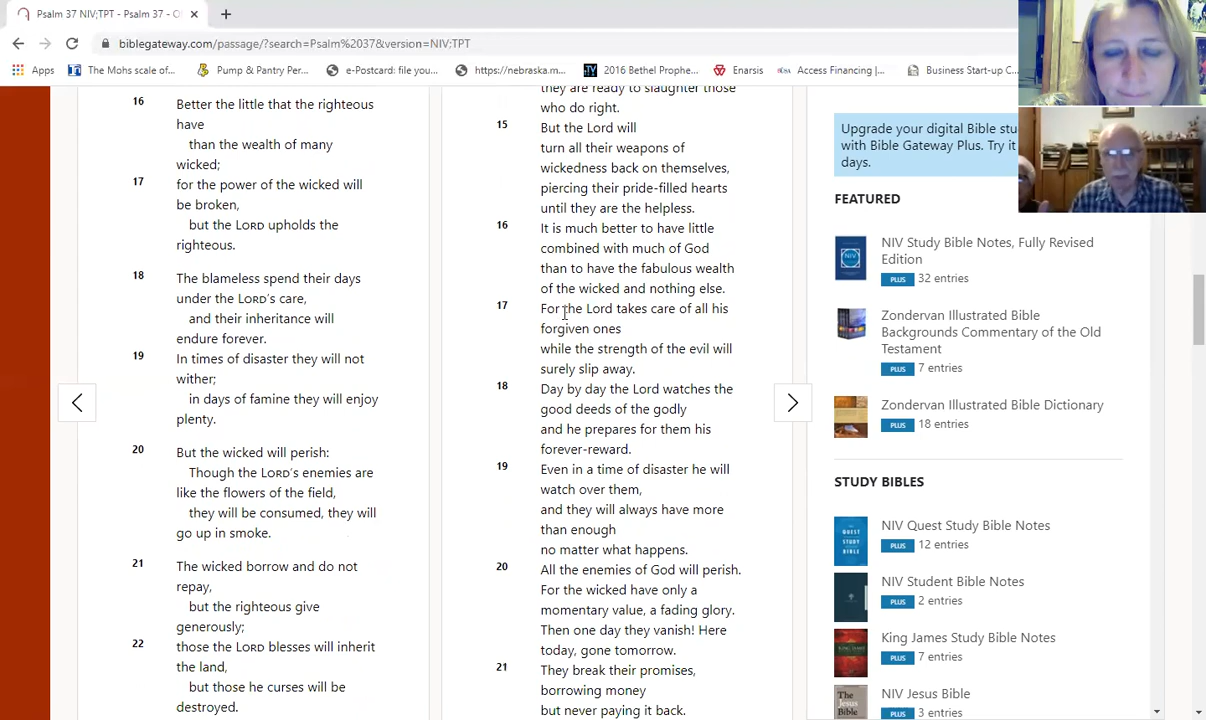 Psalm 37 NIV;TPT - Psalm 37 -
biblegateway.com/passage/?search=Psalm%2037&version=NIV;TPT
Apps
The Mohs scale of...
Pump & Pantry Per...
e-Postcard: file you...
https://nebraska.m...
2016 Bethel Prophe...
Enarsis
Access Financing |...
Business Start-up C...
16 Better the little that the righteous
have
than the wealth of many
wicked;
17 for the power of the wicked will
be broken,
but the LORD upholds the
righteous.
18 The blameless spend their days
under the LORD's care,
and their inheritance will
endure forever.
19 In times of disaster they will not
wither;
in days of famine they will enjoy
plenty.
20 But the wicked will perish:
Though the LORD's enemies are
like the flowers of the field,
they will be consumed, they will
go up in smoke.
21 The wicked borrow and do not
repay,
but the righteous give
generously;
22 those the LORD blesses will inherit
the land,
but those he curses will be
destroyed.
they are ready to slaughter those
who do right.
15 But the Lord will
turn all their weapons of
wickedness back on themselves,
piercing their pride-filled hearts
until they are the helpless.
16 It is much better to have little
combined with much of God
than to have the fabulous wealth
of the wicked and nothing else.
17 For the Lord takes care of all his
forgiven ones
while the strength of the evil will
surely slip away.
18 Day by day the Lord watches the
good deeds of the godly
and he prepares for them his
forever-reward.
19 Even in a time of disaster he will
watch over them,
and they will always have more
than enough
no matter what happens.
20 All the enemies of God will perish.
For the wicked have only a
momentary value, a fading glory.
Then one day they vanish! Here
today, gone tomorrow.
21 They break their promises,
borrowing money
but never paying it back.
Upgrade your digital Bible stu
with Bible Gateway Plus. Try it
days.
FEATURED
NIV Study Bible Notes, Fully Revised
Edition
PLUS 32 entries
Zondervan Illustrated Bible
Backgrounds Commentary of the Old
Testament
PLUS 7 entries
Zondervan Illustrated Bible Dictionary
PLUS 18 entries
STUDY BIBLES
NIV Quest Study Bible Notes
PLUS 12 entries
NIV Student Bible Notes
PLUS 2 entries
King James Study Bible Notes
PLUS 7 entries
NIV Jesus Bible
PLUS 3 entries